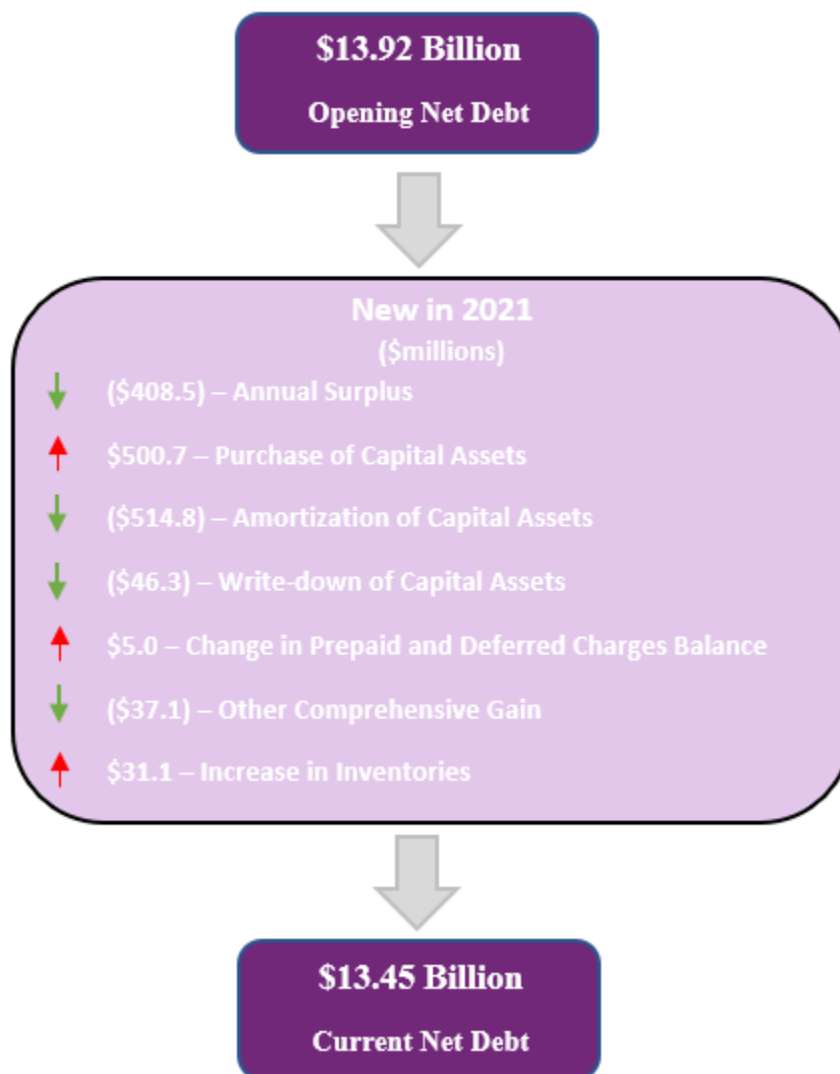 $13.92 Billion
Opening Net Debt
New in 2021
($millions)
($408.5) – Annual Surplus
$500.7 – Purchase of Capital Assets
($514.8) – Amortization of Capital Assets
($46.3) – Write-down of Capital Assets
$5.0 – Change in Prepaid and Deferred Charges Balance
($37.1) – Other Comprehensive Gain
$31.1 – Increase in Inventories
$13.45 Billion
Current Net Debt